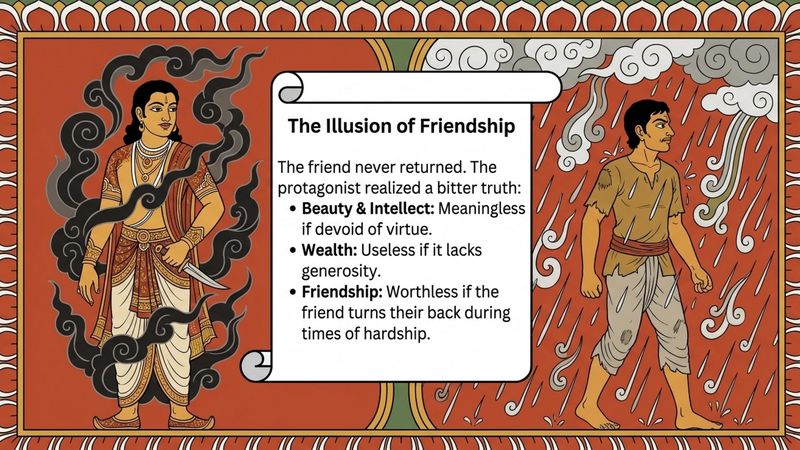 The Illusion of Friendship
The friend never returned. The
protagonist realized a bitter truth:
• Beauty & Intellect: Meaningless
if devoid of virtue.
• Wealth: Useless if it lacks
generosity.
• Friendship: Worthless if the
friend turns their back during
times of hardship.